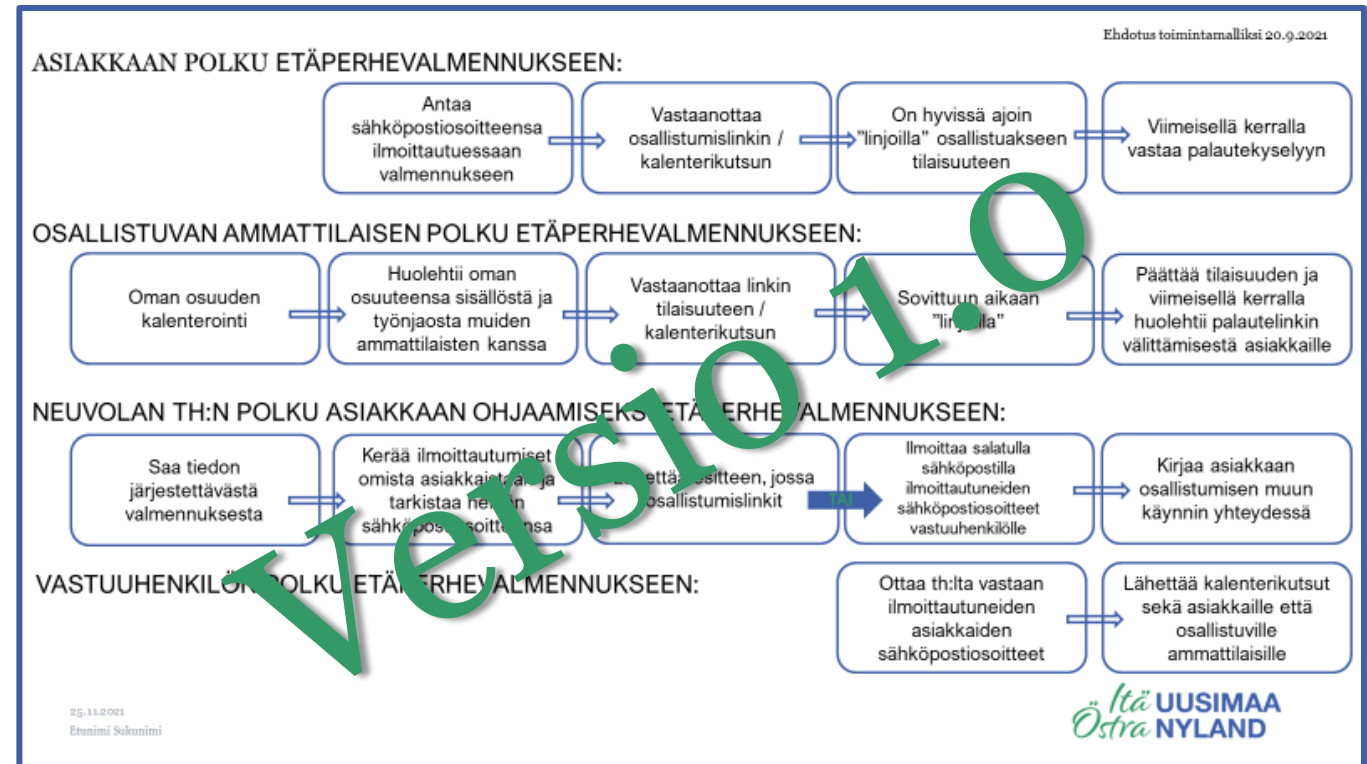 Ehdotus toimintamalliksi 20.9.2021
ASIAKKAAN POLKU ETÄPERHEVALMENNUKSEEN:
Antaa
sähköpostiosoitteensa
ilmoittautuessaan
valmennukseen
Vastaanottaa
osallistumislinkin /
kalenterikutsun
On hyvissä ajoin
"linjoilla" osallistuakseen
tilaisuuteen
Viimeisellä kerralla
vastaa palautekyselyyn
OSALLISTUVAN AMMATTILAISEN POLKU ETÄPERHEVALMENNUKSEEN:
Oman osuuden
kalenterointi
Huolehtii oman
osuuteensa sisällöstä ja
työnjaosta muiden
ammattilaisten kanssa
Vastaanottaa linkin
tilaisuuteen /
kalenterikutsun
Sovittuun aikaan
"linjoilla"
Päättää tilaisuuden ja
viimeisellä kerralla
huolehtii palautelinkin
välittämisestä asiakkaille
NEUVOLAN TH:N POLKU ASIAKKAAN OHJAAMISEKSI ETÄPERHEVALMENNUKSEEN:
Saa tiedon
järjestettävästä
valmennuksesta
Kerää ilmoittautumiset
omista asiakkaistaan ja
tarkistaa heidän
sähköpostiosoitteensa
osallistumislinkit
jossa
TAI
Ilmoittaa salatulla
sähköpostilla
ilmoittautuneiden
sähköpostiosoitteet
vastuuhenkilölle
Kirjaa asiakkaan
osallistumisen muun
käynnin yhteydessä
VASTUUHENKILÖN POLKU ETÄPERHEVALMENNUKSEEN:
Ottaa th:lta vastaan
ilmoittautuneiden
asiakkaiden
sähköpostiosoitteet
Lähettää kalenterikutsut
sekä asiakkaille että
osallistuville
ammattilaisille
Versio 1.0
25.11.2021
Etunimi Sukunimi
Itä UUSIMAA
Östra NYLAND